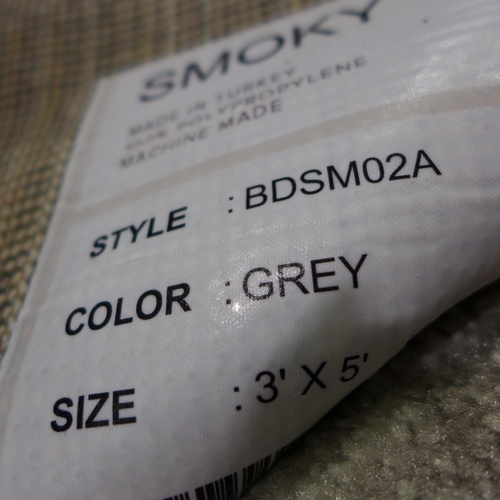 SMOKY
MADE IN TURKEY
100% POLYPROPYLENE
MACHINE MADE
STYLE : BDSM02A
COLOR : GREY
SIZE : 3' X 5'